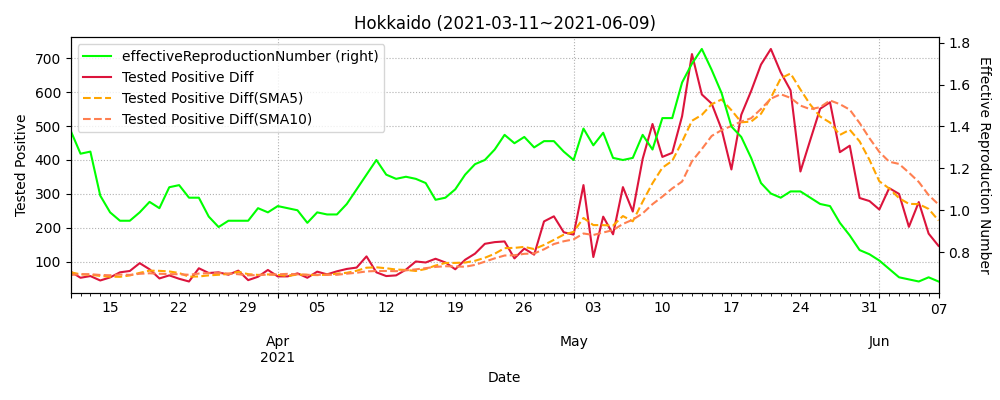 Hokkaido (2021-03-11~2021-06-09)
effectiveReproductionNumber (right)
Tested Positive Diff
Tested Positive Diff(SMA5)
Tested Positive Diff(SMA10)
Tested Positive
700
600
500
400
300
200
100
1.8
1.6
1.4
1.2
1.0
0.8
Effective Reproduction Number
15 22 29 05 12 19 26 03 10 17 24 31 07
Apr May Jun
2021
Date